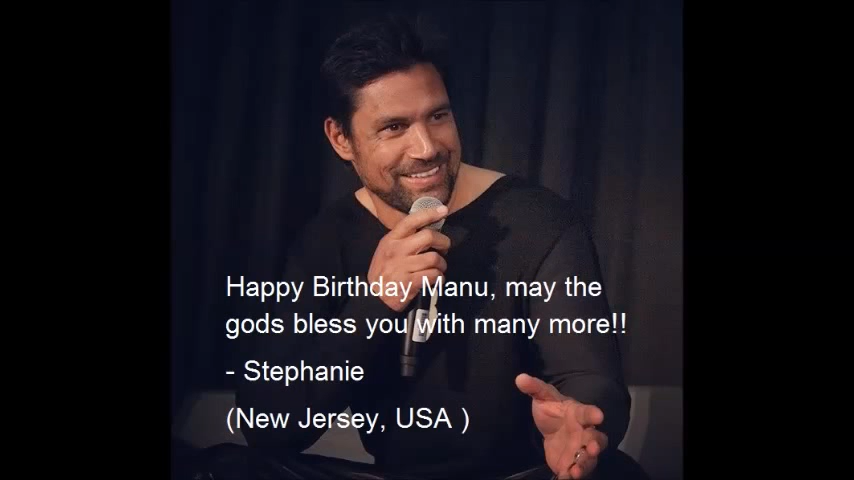 Happy Birthday Manu, may the
gods bless you with many more!!
- Stephanie
(New Jersey, USA )